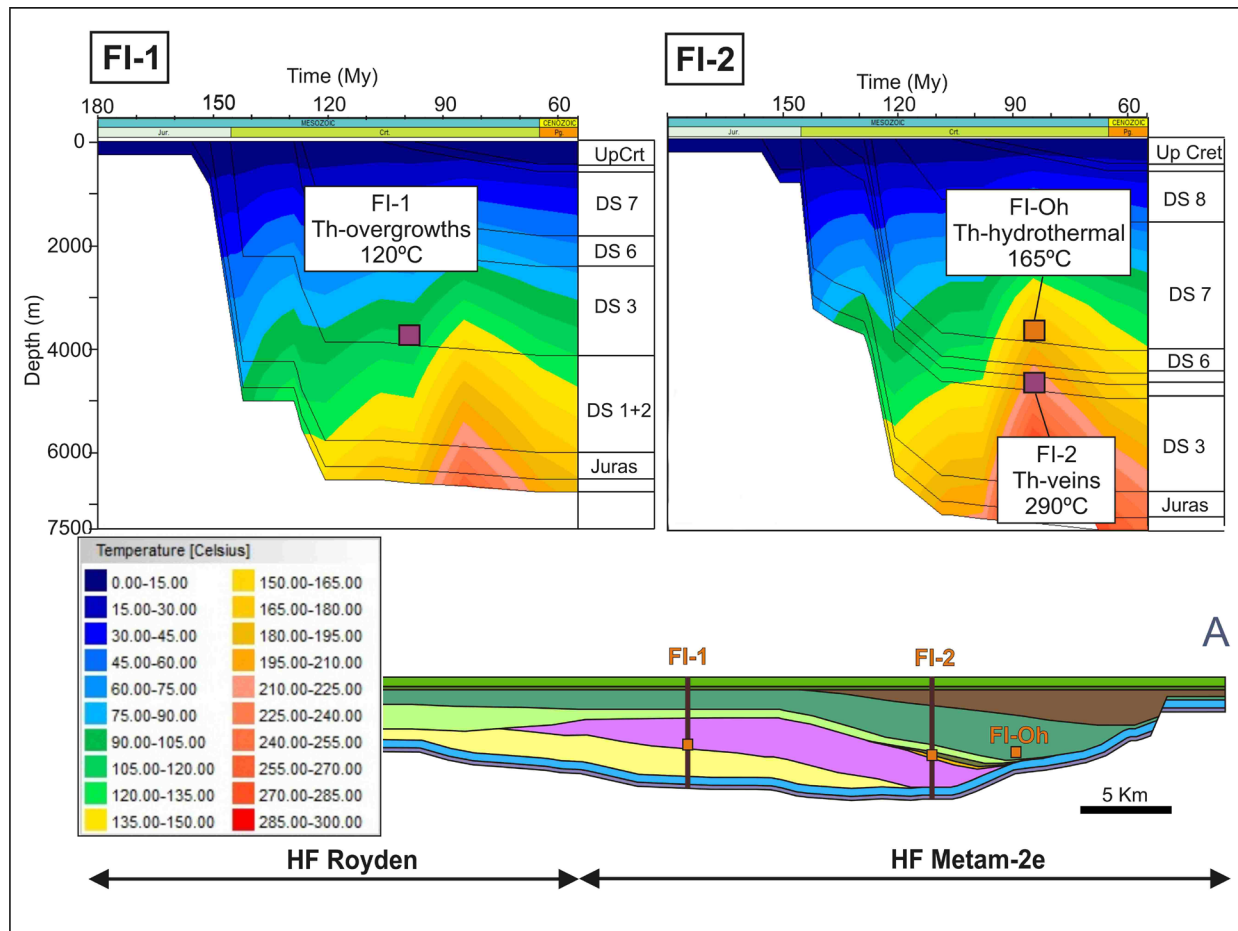 FI-1
Time (My)
180 150 120 90 60
MESOZOIC CENOZOIC
Jur. Crt. Pg.
Depth (m)
0
2000
4000
6000
7500
FI-1
Th-overgrowths
120ºC
UpCrt
DS 7
DS 6
DS 3
DS 1+2
Juras
FI-2
Time (My)
150 120 90 60
MESOZOIC CENOZOIC
Jur. Crt. Pg.
FI-Oh
Th-hydrothermal
165ºC
FI-2
Th-veins
290ºC
Up Cret
DS 8
DS 7
DS 6
DS 3
Juras
Temperature [Celsius]
0.00-15.00
15.00-30.00
30.00-45.00
45.00-60.00
60.00-75.00
75.00-90.00
90.00-105.00
105.00-120.00
120.00-135.00
135.00-150.00
150.00-165.00
165.00-180.00
180.00-195.00
195.00-210.00
210.00-225.00
225.00-240.00
240.00-255.00
255.00-270.00
270.00-285.00
285.00-300.00
A
FI-1
FI-2
FI-Oh
5 Km
HF Royden
HF Metam-2e